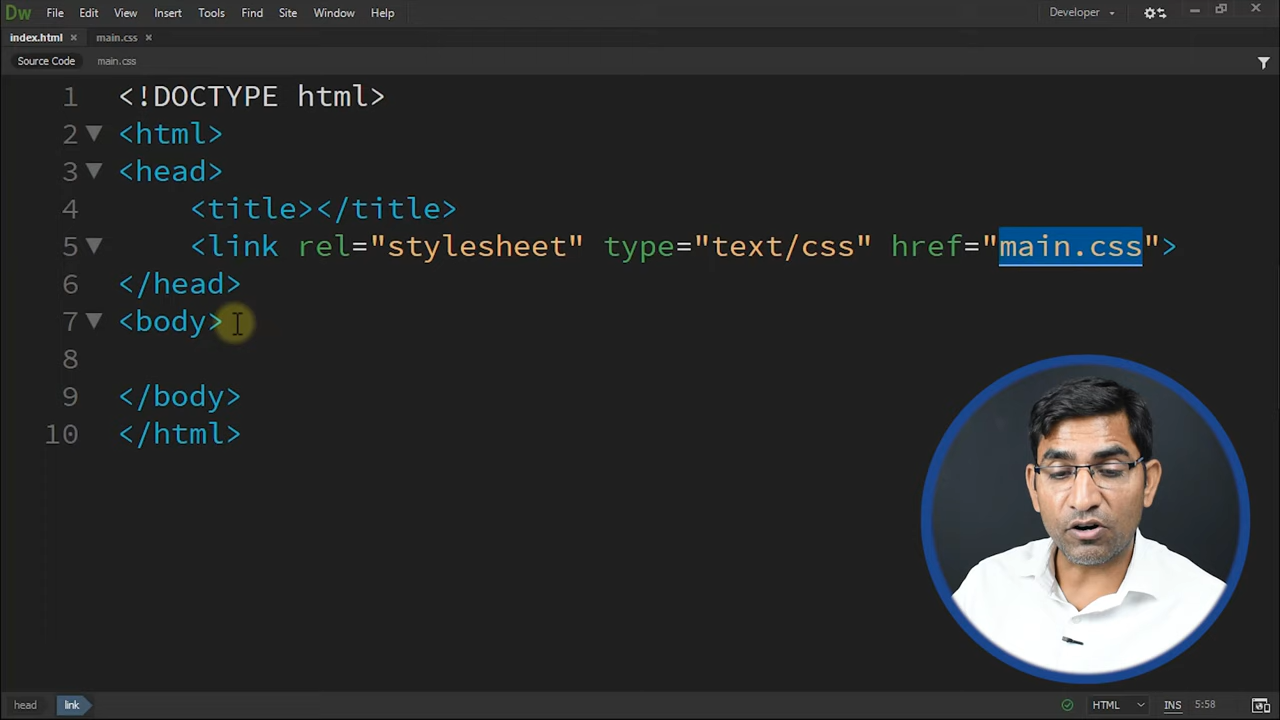 Dw File Edit View Insert Tools Find Site Window Help Developer
index.html main.css
Source Code main.css
1 <!DOCTYPE html>
2 <html>
3 <head>
4 <title></title>
5 <link rel="stylesheet" type="text/css" href="main.css">
6 </head>
7 <body>
8
9 </body>
10 </html>
head link HTML INS 5:58